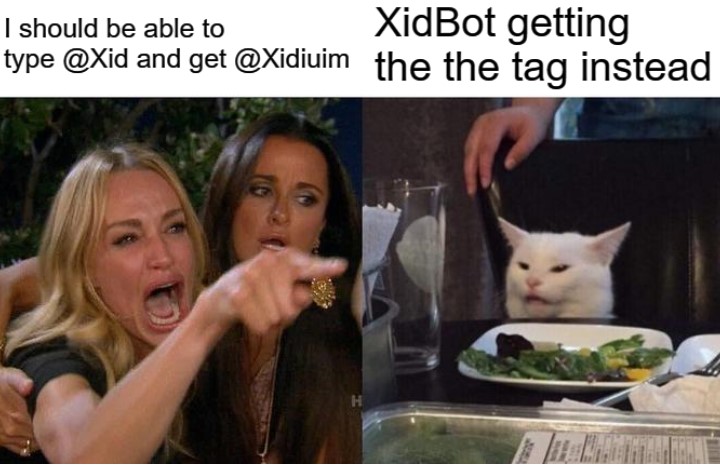 I should be able to
type @Xid and get @Xidiuim
XidBot getting
the the tag instead
H